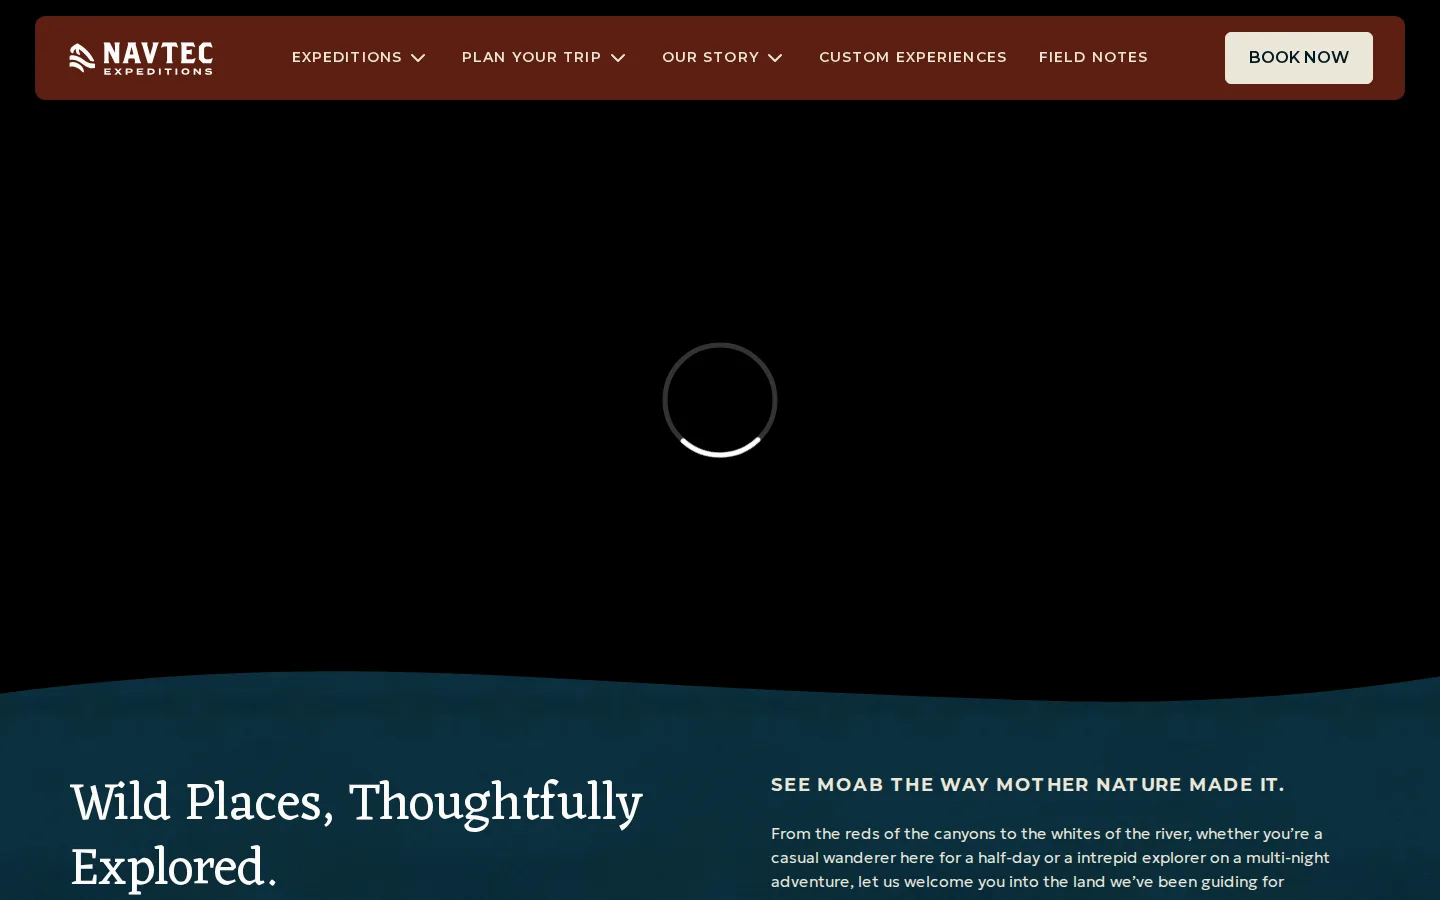 NAVTEC
EXPEDITIONS
EXPEDITIONS
PLAN YOUR TRIP
OUR STORY
CUSTOM EXPERIENCES
FIELD NOTES
BOOK NOW
Wild Places, Thoughtfully
Explored.
SEE MOAB THE WAY MOTHER NATURE MADE IT.
From the reds of the canyons to the whites of the river, whether you’re a
casual wanderer here for a half-day or a intrepid explorer on a multi-night
adventure, let us welcome you into the land we’ve been guiding for